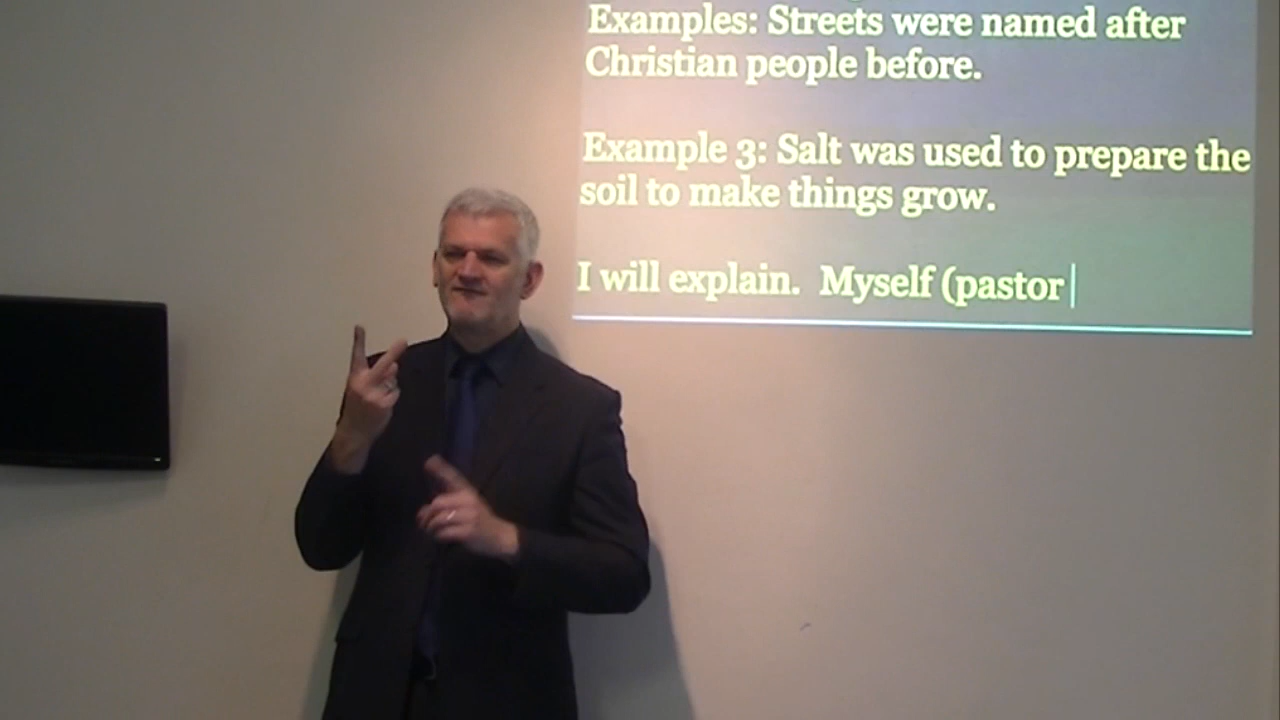 Examples: Streets were named after
Christian people before.
Example 3: Salt was used to prepare the
soil to make things grow.
I will explain. Myself (pastor